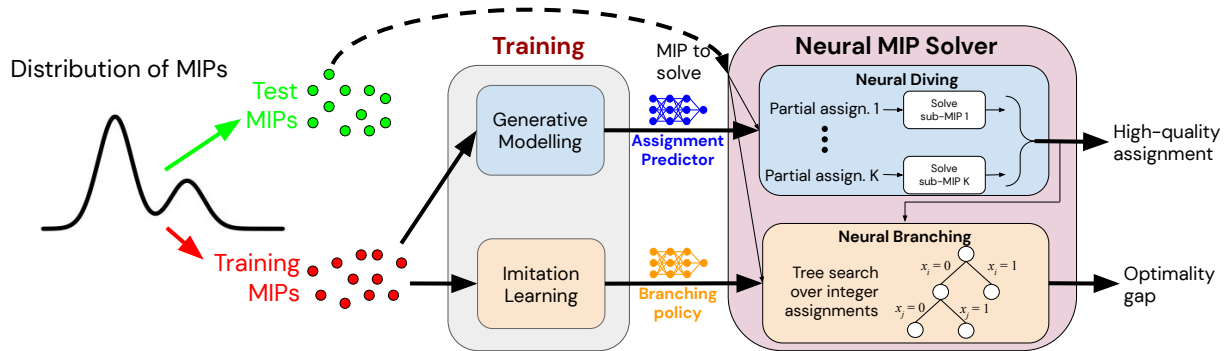 Distribution of MIPs
Test
MIPs
Training
MIPs
Training
Generative
Modelling
Imitation
Learning
MIP to
solve
Assignment
Predictor
Branching
policy
Neural MIP Solver
Neural Diving
Partial assign. 1
Solve
sub-MIP 1
Partial assign. K
Solve
sub-MIP K
Neural Branching
Tree search
over integer
assignments
x_i = 0
x_i = 1
x_j = 0
x_j = 1
High-quality
assignment
Optimality
gap